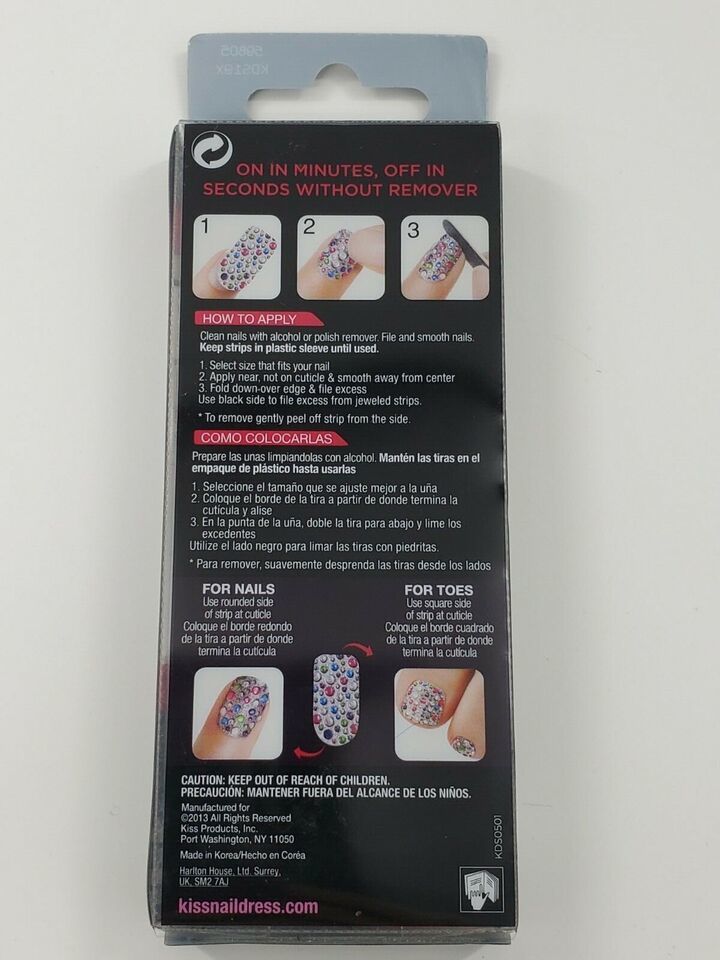 59805
KDS19X
ON IN MINUTES, OFF IN
SECONDS WITHOUT REMOVER
1
2
3
HOW TO APPLY
Clean nails with alcohol or polish remover. File and smooth nails.
Keep strips in plastic sleeve until used.
1. Select size that fits your nail
2. Apply near, not on cuticle & smooth away from center
3. Fold down-over edge & file excess
Use black side to file excess from jeweled strips.
* To remove gently peel off strip from the side.
COMO COLOCARLAS
Prepare las unas limpiandolas con alcohol. Mantén las tiras en el
empaque de plástico hasta usarlas
1. Seleccione el tamaño que se ajuste mejor a la uña
2. Coloque el borde de la tira a partir de donde termina la
cutícula y alise
3. En la punta de la uña, doble la tira para abajo y lime los
excedentes
Utilize el lado negro para limar las tiras con piedritas.
* Para remover, suavemente desprenda las tiras desde los lados
FOR NAILS
Use rounded side
of strip at cuticle
Coloque el borde redondo
de la tira a partir de donde
termina la cutícula
FOR TOES
Use square side
of strip at cuticle
Coloque el borde cuadrado
de la tira a partir de donde
termina la cutícula
CAUTION: KEEP OUT OF REACH OF CHILDREN.
PRECAUCIÓN: MANTENER FUERA DEL ALCANCE DE LOS NIÑOS.
Manufactured for
©2013 All Rights Reserved
Kiss Products, Inc.
Port Washington, NY 11050
Made in Korea/Hecho en Coréa
Harlton House, Ltd. Surrey,
UK, SM2 7AJ
kissnaildress.com
KDS0501